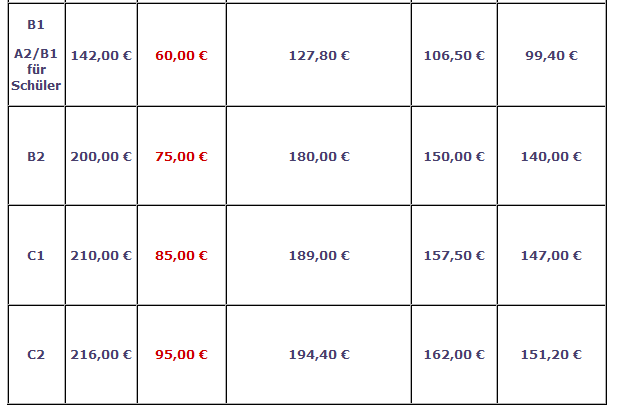 B1
A2/B1
für
Schüler
142,00 €
60,00 €
127,80 €
106,50 €
99,40 €
B2
200,00 €
75,00 €
180,00 €
150,00 €
140,00 €
C1
210,00 €
85,00 €
189,00 €
157,50 €
147,00 €
C2
216,00 €
95,00 €
194,40 €
162,00 €
151,20 €